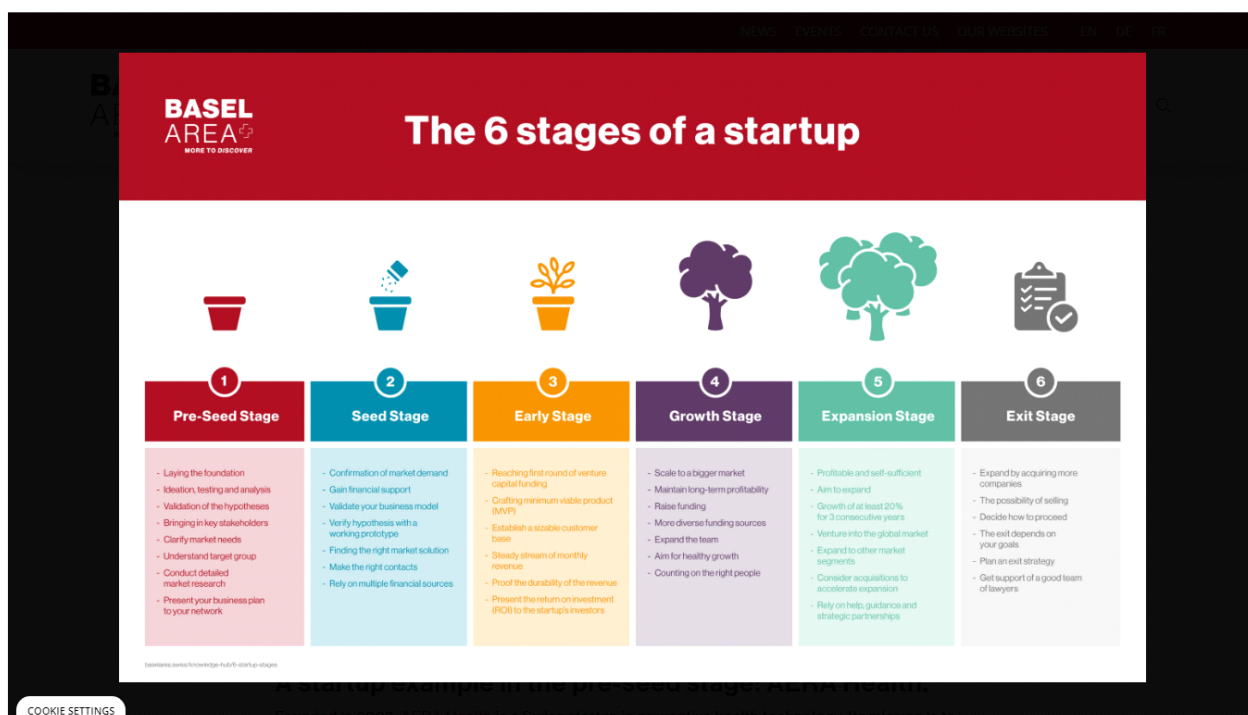 NEWS EVENTS CONTACT US OUR WEBSITES EN DE FR
BASEL
AREA
MORE TO DISCOVER
The 6 stages of a startup
1
Pre-Seed Stage
- Laying the foundation
- Ideation, testing and analysis
- Validation of the hypotheses
- Bringing in key stakeholders
- Clarify market needs
- Understand target group
- Conduct detailed
market research
- Present your business plan
to your network
2
Seed Stage
- Confirmation of market demand
- Gain financial support
- Validate your business model
- Verify hypothesis with a
working prototype
- Finding the right market solution
- Make the right contacts
- Rely on multiple financial sources
3
Early Stage
- Reaching first round of venture
capital funding
- Crafting minimum viable product
(MVP)
- Establish a sizable customer
base
- Steady stream of monthly
revenue
- Proof the durability of the revenue
- Present the return on investment
(ROI) to the startup's investors
4
Growth Stage
- Scale to a bigger market
- Maintain long-term profitability
- Raise funding
- More diverse funding sources
- Expand the team
- Aim for healthy growth
- Counting on the right people
5
Expansion Stage
- Profitable and self-sufficient
- Aim to expand
- Growth of at least 20%
for 3 consecutive years
- Venture into the global market
- Expand to other market
segments
- Consider acquisitions to
accelerate expansion
- Rely on help, guidance and
strategic partnerships
6
Exit Stage
- Expand by acquiring more
companies
- The possibility of selling
- Decide how to proceed
- The exit depends on
your goals
- Plan an exit strategy
- Get support of a good team
of lawyers
baselarea.swiss/knowledge-hub/6-startup-stages
A startup example in the pre-seed stage: AERA Health.
COOKIE SETTINGS